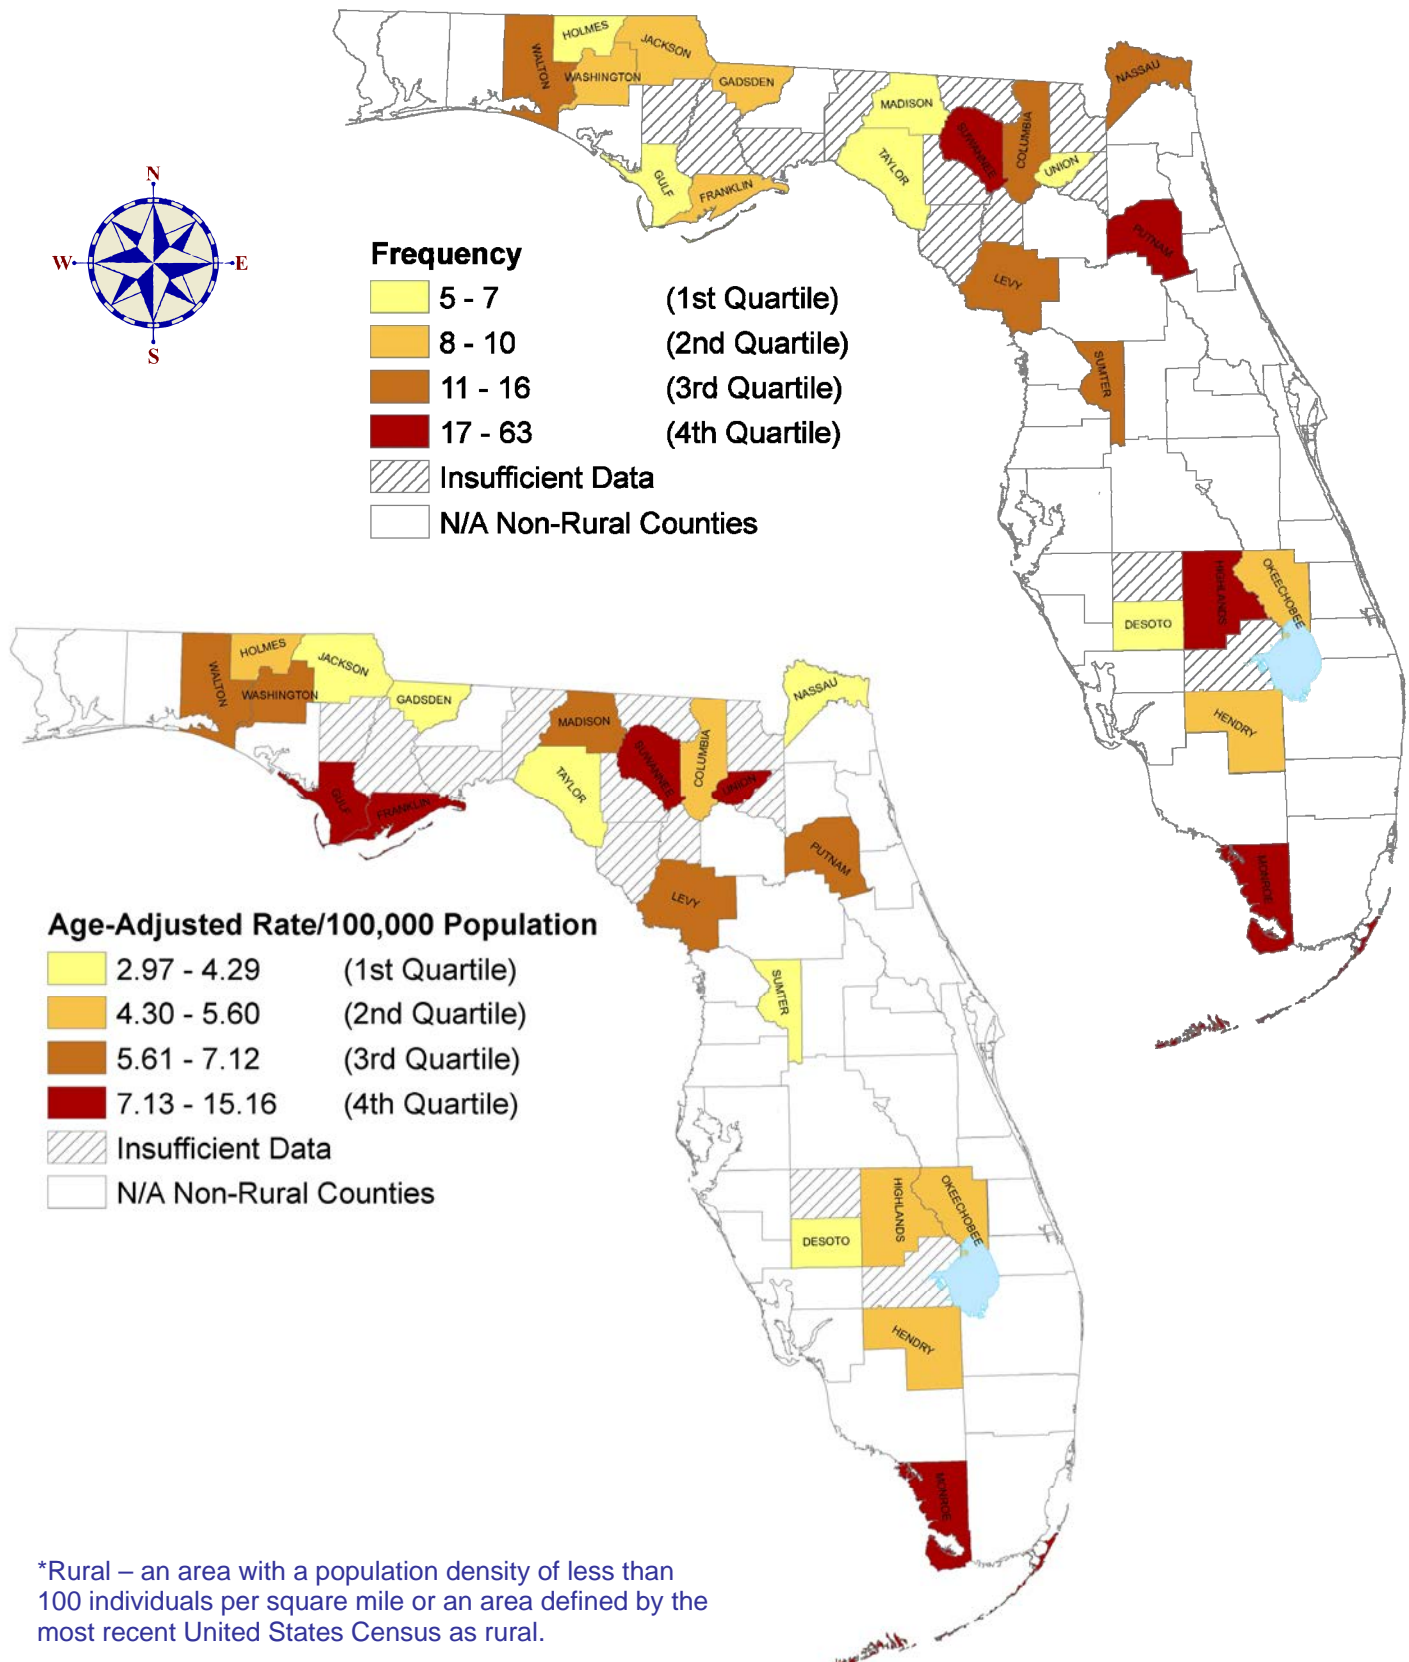 HOLMES
JACKSON
WALTON
WASHINGTON
GADSDEN
NASSAU
MADISON
SUWANNEE
COLUMBIA
TAYLOR
UNION
GULF
FRANKLIN
PUTNAM
LEVY
SUMTER
HIGHLANDS
OKEECHOBEE
DESOTO
HENDRY
MONROE
N
W
E
S
Frequency
5 - 7 (1st Quartile)
8 - 10 (2nd Quartile)
11 - 16 (3rd Quartile)
17 - 63 (4th Quartile)
Insufficient Data
N/A Non-Rural Counties
HOLMES
JACKSON
WALTON
WASHINGTON
GADSDEN
NASSAU
MADISON
SUWANNEE
COLUMBIA
TAYLOR
UNION
GULF
FRANKLIN
PUTNAM
LEVY
SUMTER
HIGHLANDS
OKEECHOBEE
DESOTO
HENDRY
MONROE
Age-Adjusted Rate/100,000 Population
2.97 - 4.29 (1st Quartile)
4.30 - 5.60 (2nd Quartile)
5.61 - 7.12 (3rd Quartile)
7.13 - 15.16 (4th Quartile)
Insufficient Data
N/A Non-Rural Counties
*Rural – an area with a population density of less than
100 individuals per square mile or an area defined by the
most recent United States Census as rural.